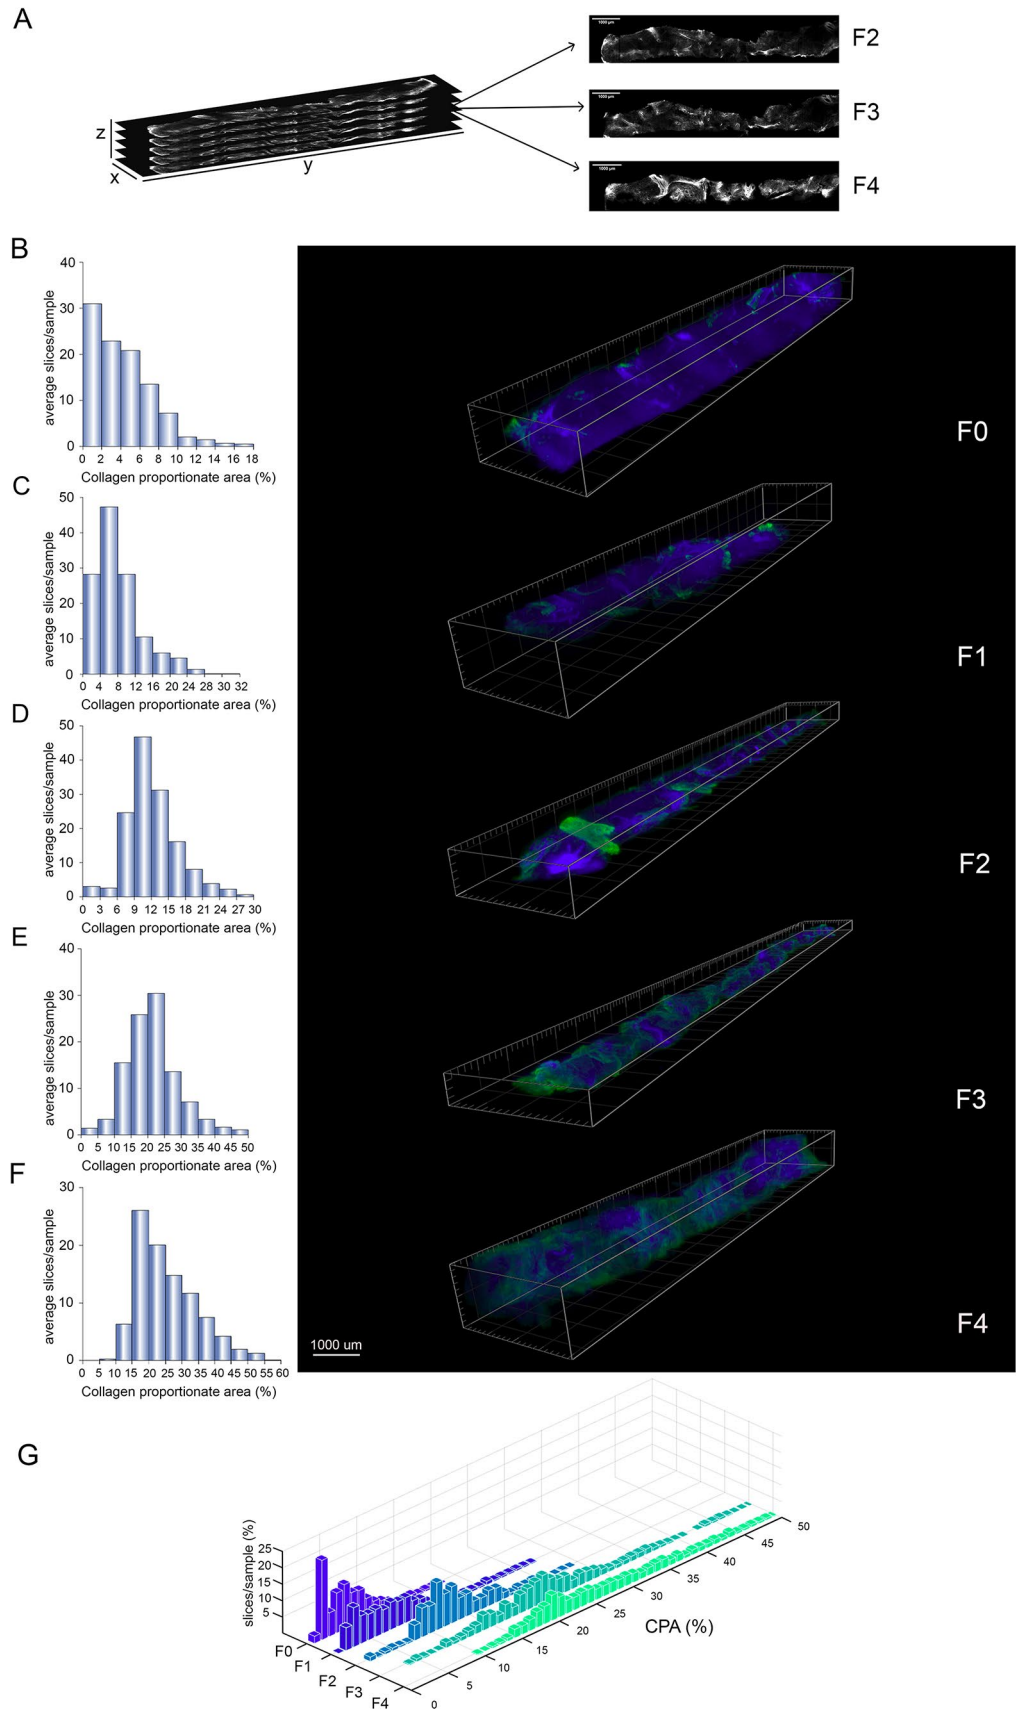 A
1000 µm
F2
1000 µm
F3
1000 µm
F4
z
x
y
B
40
30
20
10
0
average slices/sample
0 2 4 6 8 10 12 14 16 18
Collagen proportionate area (%)
F0
C
50
40
30
20
10
0
average slices/sample
0 4 8 12 16 20 24 28 30 32
Collagen proportionate area (%)
F1
D
50
40
30
20
10
0
average slices/sample
0 3 6 9 12 15 18 21 24 27 30
Collagen proportionate area (%)
F2
E
40
30
20
10
0
average slices/sample
0 5 10 15 20 25 30 35 40 45 50
Collagen proportionate area (%)
F3
F
30
20
10
0
average slices/sample
0 5 10 15 20 25 30 35 40 45 50 55 60
Collagen proportionate area (%)
F4
1000 um
G
slices/sample (%)
25
20
15
10
5
F0
F1
F2
F3
F4
0
5
10
15
20
25
30
35
40
45
50
CPA (%)